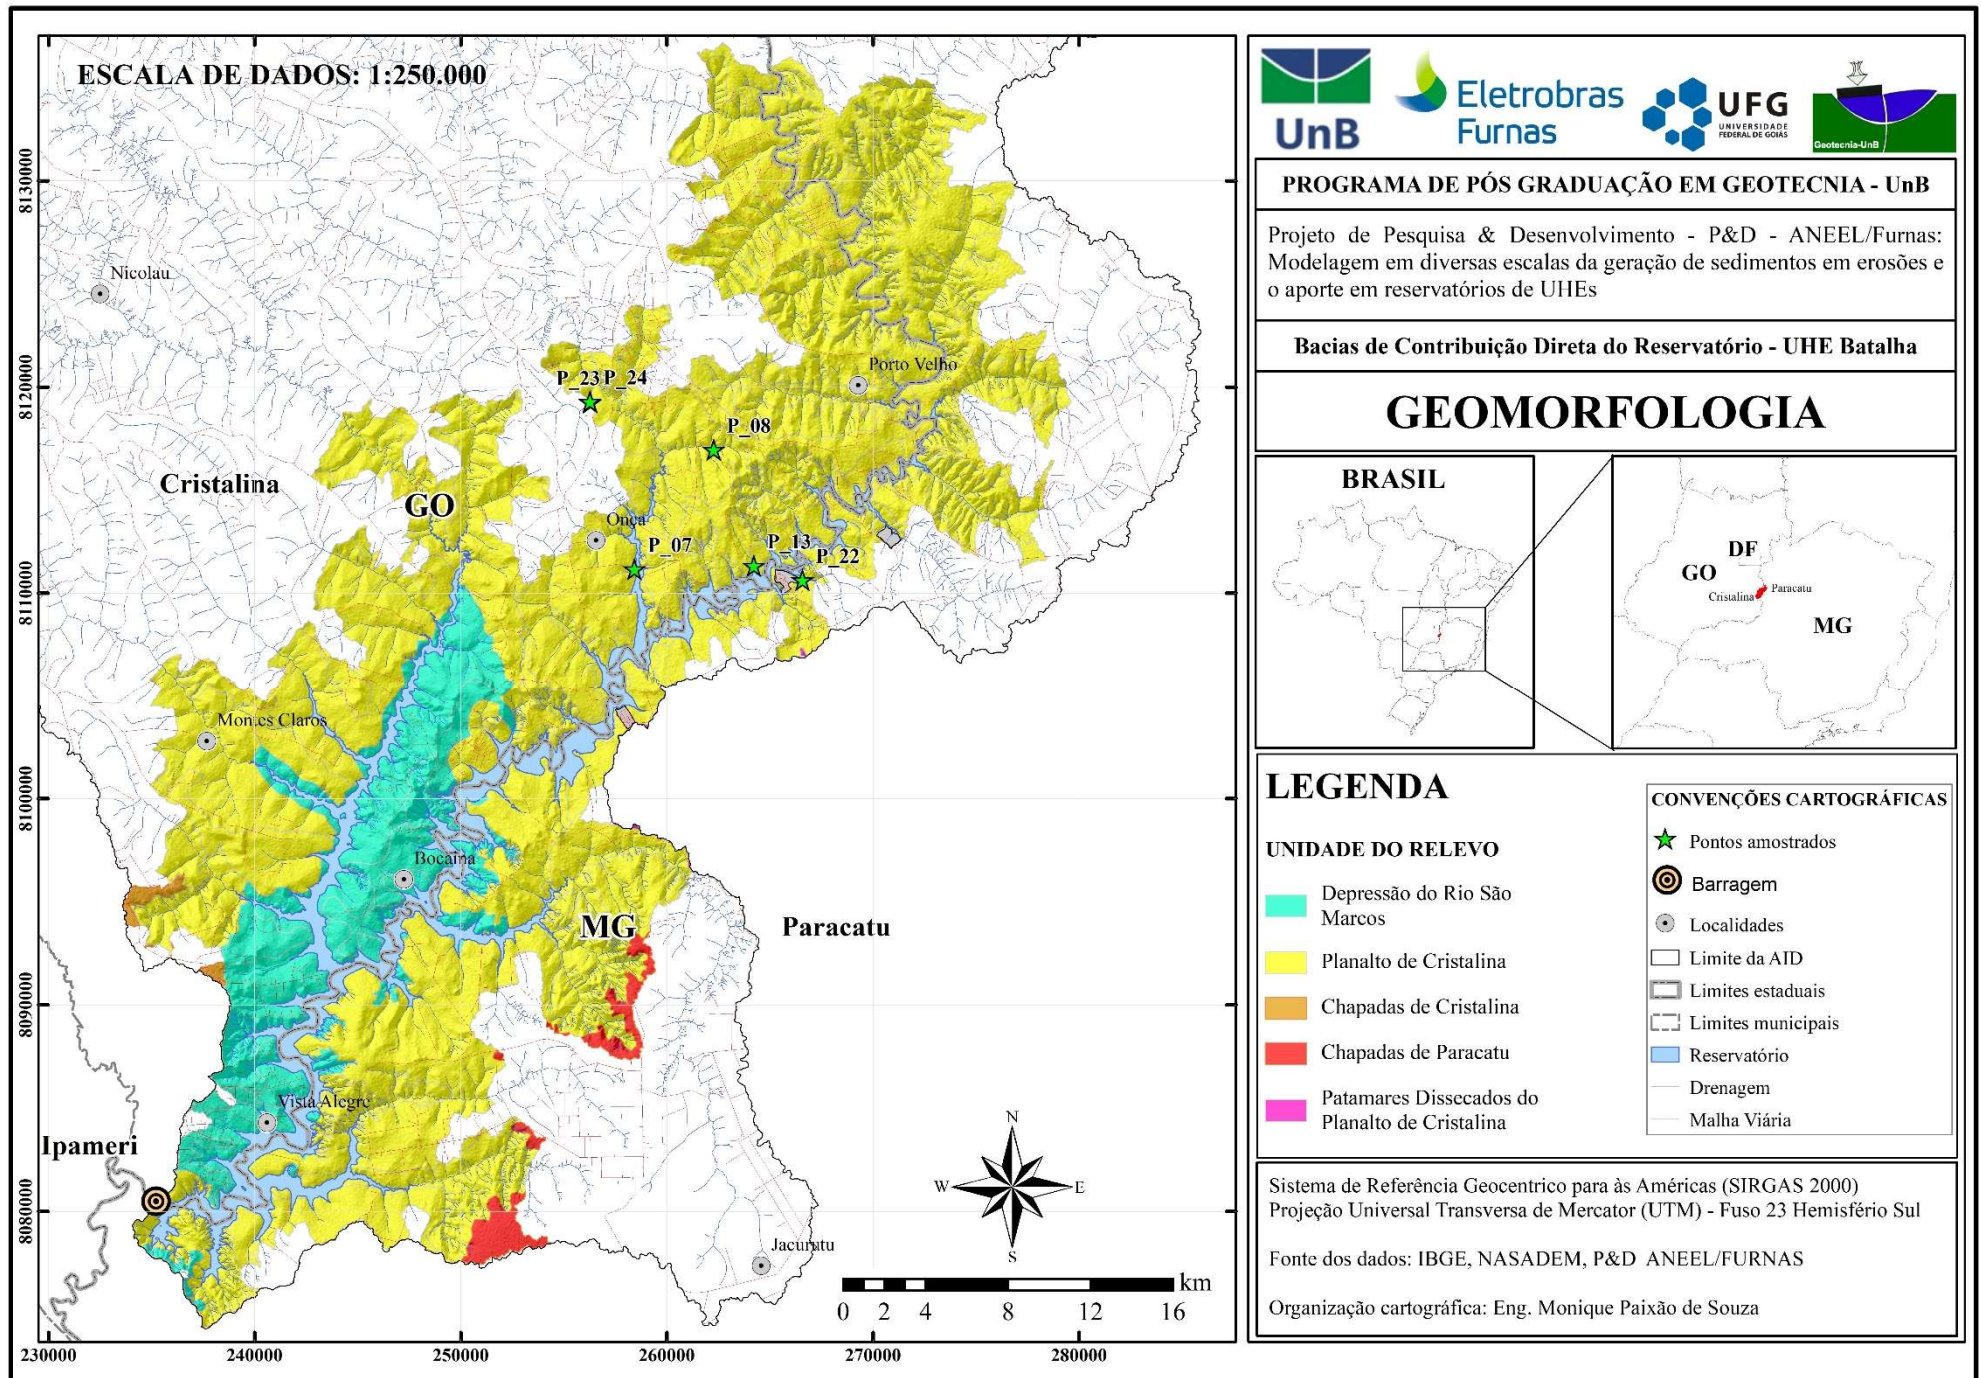 ESCALA DE DADOS: 1:250.000
8130000
8120000
8110000
8100000
8090000
8080000
230000
240000
250000
260000
270000
280000
Nicolau
Porto Velho
P_23
P_24
P_08
Cristalina
GO
Onça
P_07
P_13
P_22
Montes Claros
Bocaina
MG
Paracatu
Vista Alegre
Ipameri
Jacurutu
N
W
E
S
km
0
2
4
8
12
16
UnB
Eletrobras
Furnas
UFG
UNIVERSIDADE
FEDERAL DE GOIÁS
Geotecnia-UnB
PROGRAMA DE PÓS GRADUAÇÃO EM GEOTECNIA - UnB
Projeto de Pesquisa & Desenvolvimento - P&D - ANEEL/Furnas:
Modelagem em diversas escalas da geração de sedimentos em erosões e
o aporte em reservatórios de UHEs
Bacias de Contribuição Direta do Reservatório - UHE Batalha
GEOMORFOLOGIA
BRASIL
DF
GO
Cristalina
Paracatu
MG
LEGENDA
UNIDADE DO RELEVO
Depressão do Rio São
Marcos
Planalto de Cristalina
Chapadas de Cristalina
Chapadas de Paracatu
Patamares Dissecados do
Planalto de Cristalina
CONVENÇÕES CARTOGRÁFICAS
Pontos amostrados
Barragem
Localidades
Limite da AID
Limites estaduais
Limites municipais
Reservatório
Drenagem
Malha Viária
Sistema de Referência Geocentrico para às Américas (SIRGAS 2000)
Projeção Universal Transversa de Mercator (UTM) - Fuso 23 Hemisfério Sul
Fonte dos dados: IBGE, NASADEM, P&D ANEEL/FURNAS
Organização cartográfica: Eng. Monique Paixão de Souza